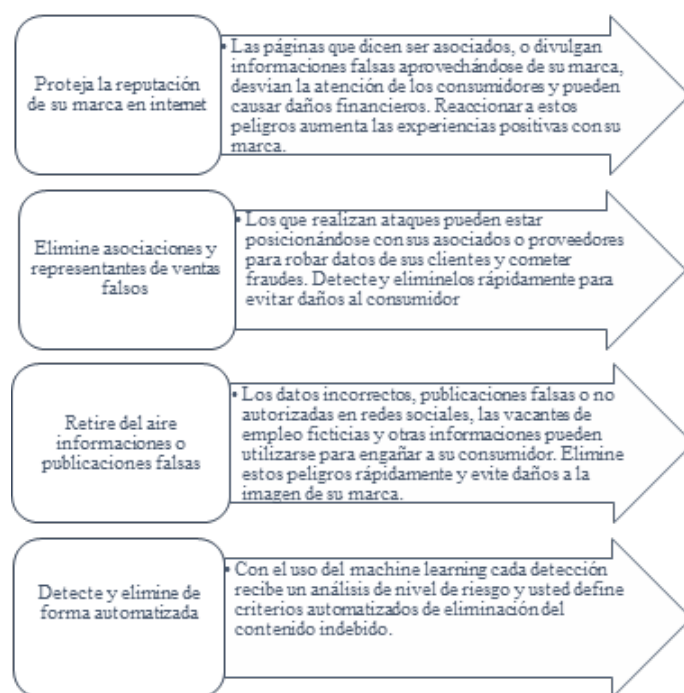 Proteja la reputación
de su marca en internet
• Las páginas que dicen ser asociados, o divulgan
informaciones falsas aprovechándose de su marca,
desvían la atención de los consumidores y pueden
causar daños financieros. Reaccionar a estos
peligros aumenta las experiencias positivas con su
marca.
Elimine asociaciones y
representantes de ventas
falsos
• Los que realizan ataques pueden estar
posicionándose con sus asociados o proveedores
para robar datos de sus clientes y cometer
fraudes. Detecte y elimínelos rápidamente para
evitar daños al consumidor
Retire del aire
informaciones o
publicaciones falsas
• Los datos incorrectos, publicaciones falsas o no
autorizadas en redes sociales, las vacantes de
empleo ficticias y otras informaciones pueden
utilizarse para engañar a su consumidor. Elimine
estos peligros rápidamente y evite daños a la
imagen de su marca.
Detecte y elimine de
forma automatizada
• Con el uso del machine learning cada detección
recibe un análisis de nivel de riesgo y usted define
criterios automatizados de eliminación del
contenido indebido.